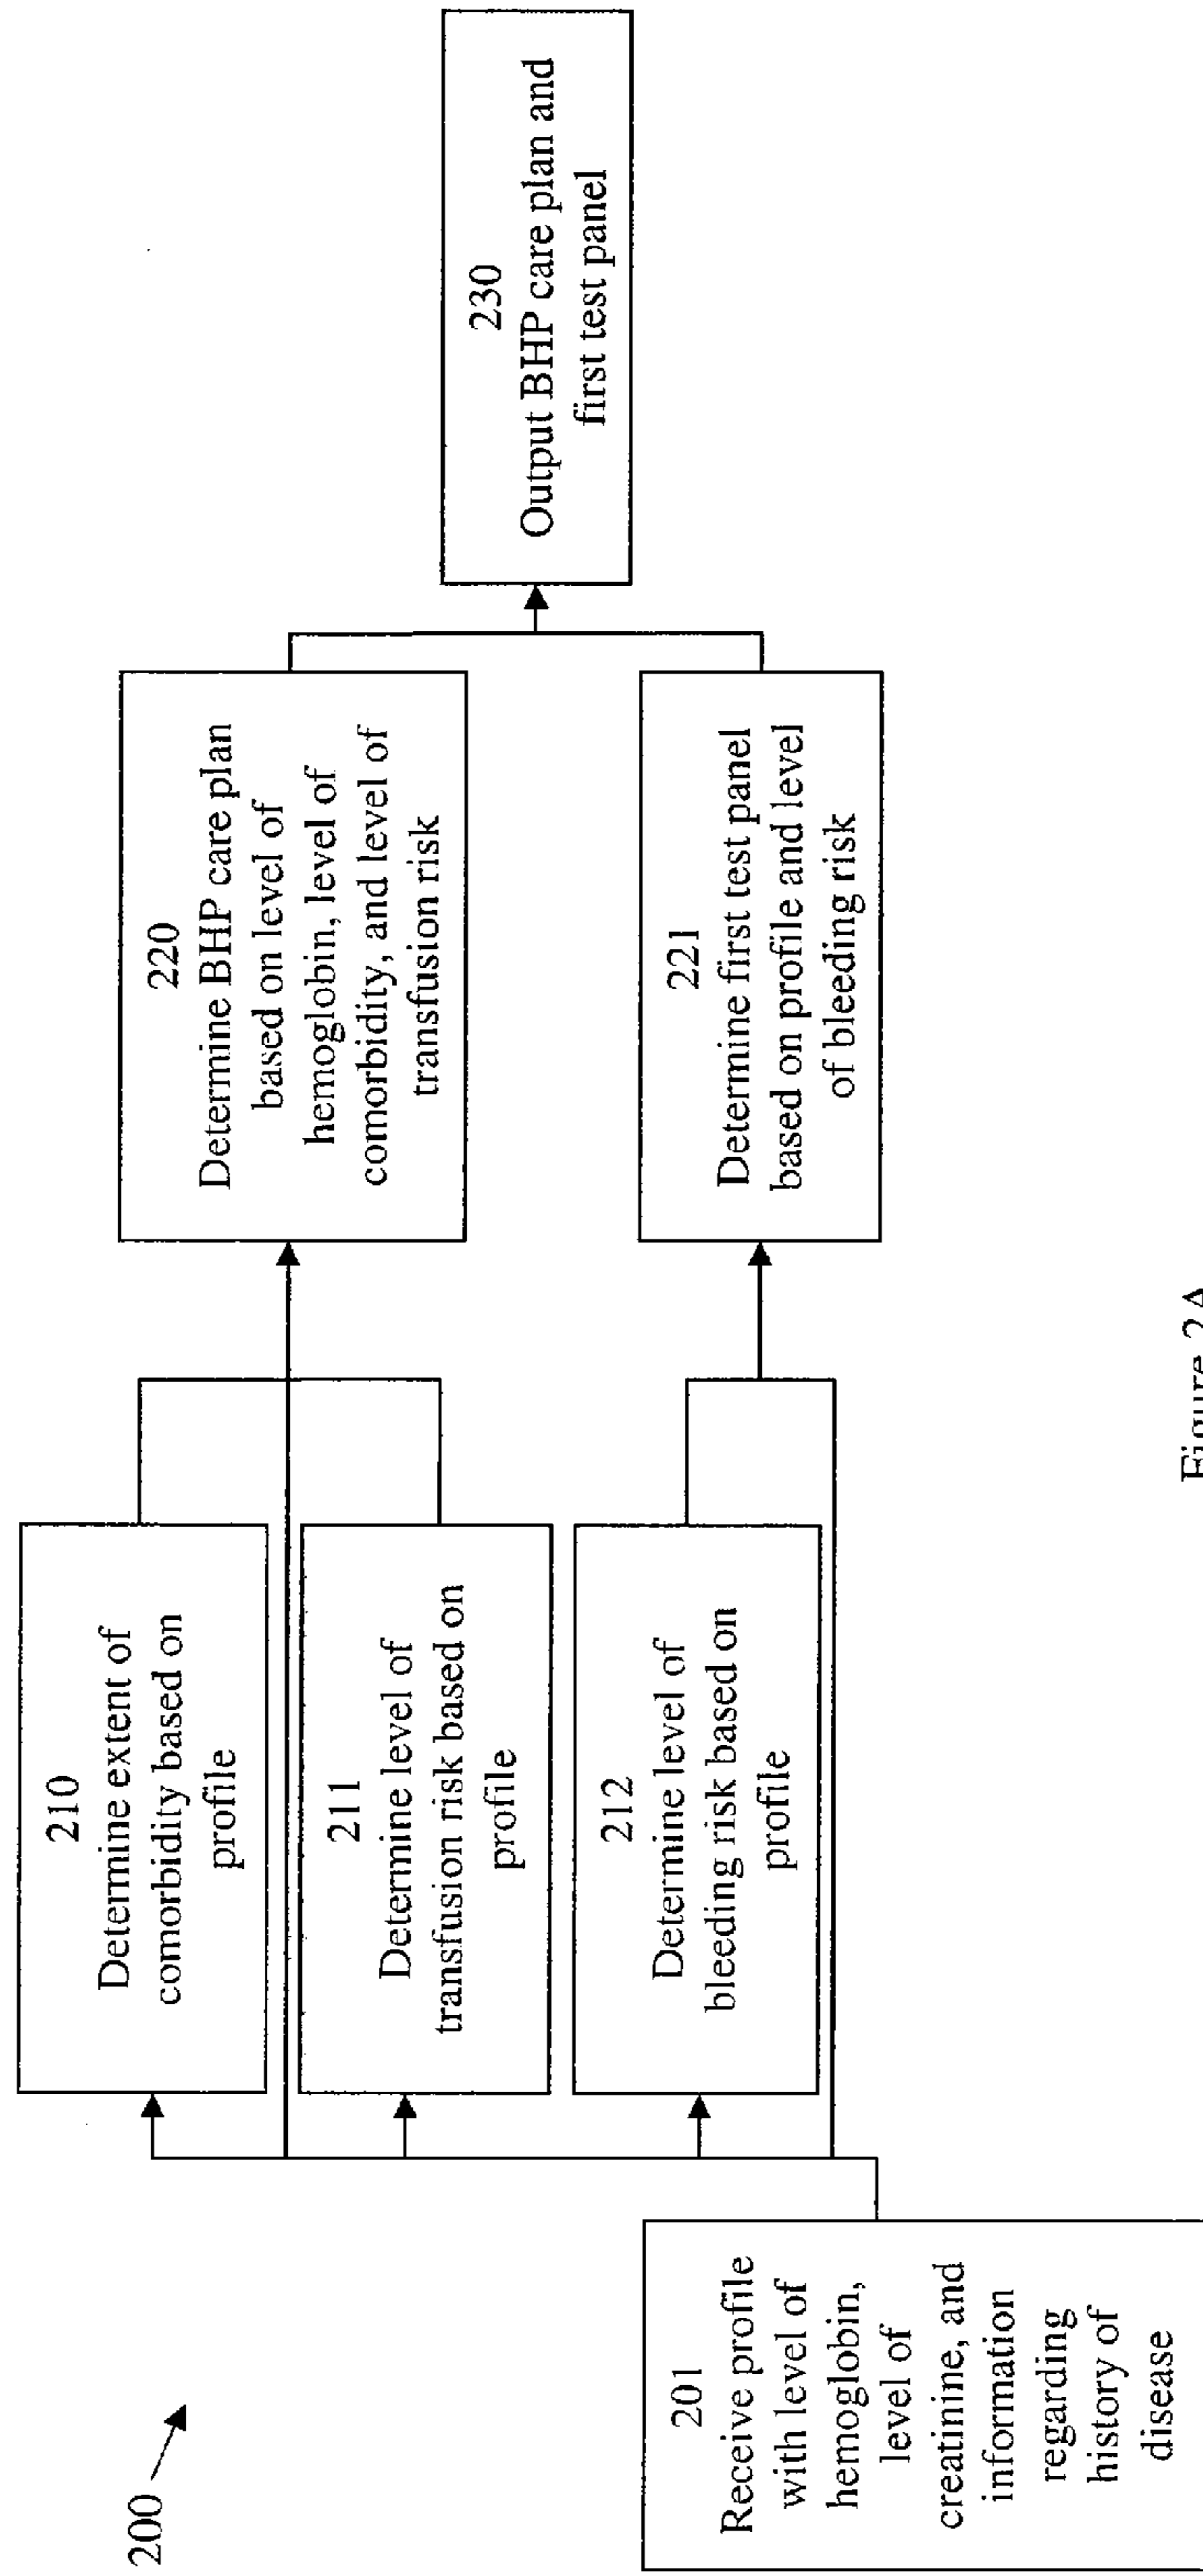 200
201
Receive profile
with level of
hemoglobin,
level of
creatinine, and
information
regarding
history of
disease
210
Determine extent of
comorbidity based on
profile
211
Determine level of
transfusion risk based on
profile
212
Determine level of
bleeding risk based on
profile
220
Determine BHP care plan
based on level of
hemoglobin, level of
comorbidity, and level of
transfusion risk
221
Determine first test panel
based on profile and level
of bleeding risk
230
Output BHP care plan and
first test panel
Figure 2A